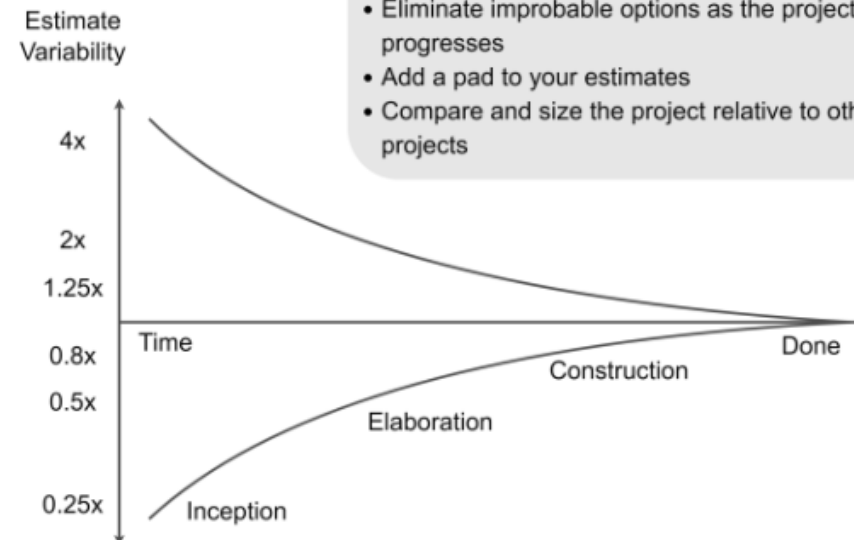 Estimate
Variability
• Eliminate improbable options as the project
progresses
• Add a pad to your estimates
• Compare and size the project relative to
projects
4x
2x
1.25x
Time
0.8x
Done
Construction
0.5x
Elaboration
0.25x
Inception